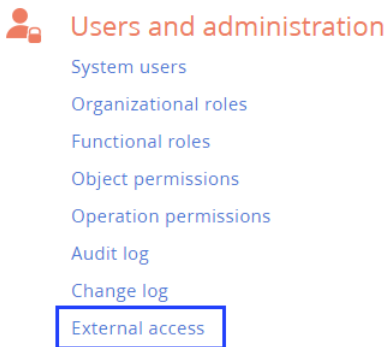 Users and administration
System users
Organizational roles
Functional roles
Object permissions
Operation permissions
Audit log
Change log
External access